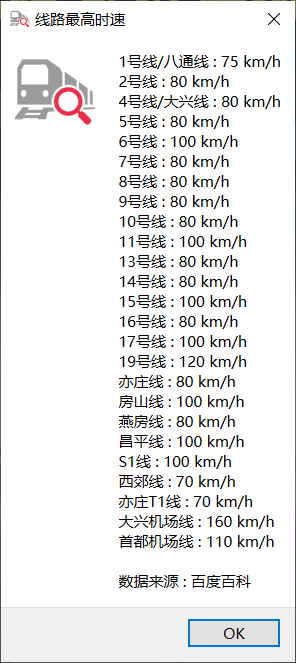 线路最高时速
1号线/八通线 : 75 km/h
2号线 : 80 km/h
4号线/大兴线 : 80 km/h
5号线 : 80 km/h
6号线 : 100 km/h
7号线 : 80 km/h
8号线 : 80 km/h
9号线 : 80 km/h
10号线 : 80 km/h
11号线 : 100 km/h
13号线 : 80 km/h
14号线 : 80 km/h
15号线 : 100 km/h
16号线 : 80 km/h
17号线 : 100 km/h
19号线 : 120 km/h
亦庄线 : 80 km/h
房山线 : 100 km/h
燕房线 : 80 km/h
昌平线 : 100 km/h
S1线 : 100 km/h
西郊线 : 70 km/h
亦庄T1线 : 70 km/h
大兴机场线 : 160 km/h
首都机场线 : 110 km/h
数据来源 : 百度百科
OK